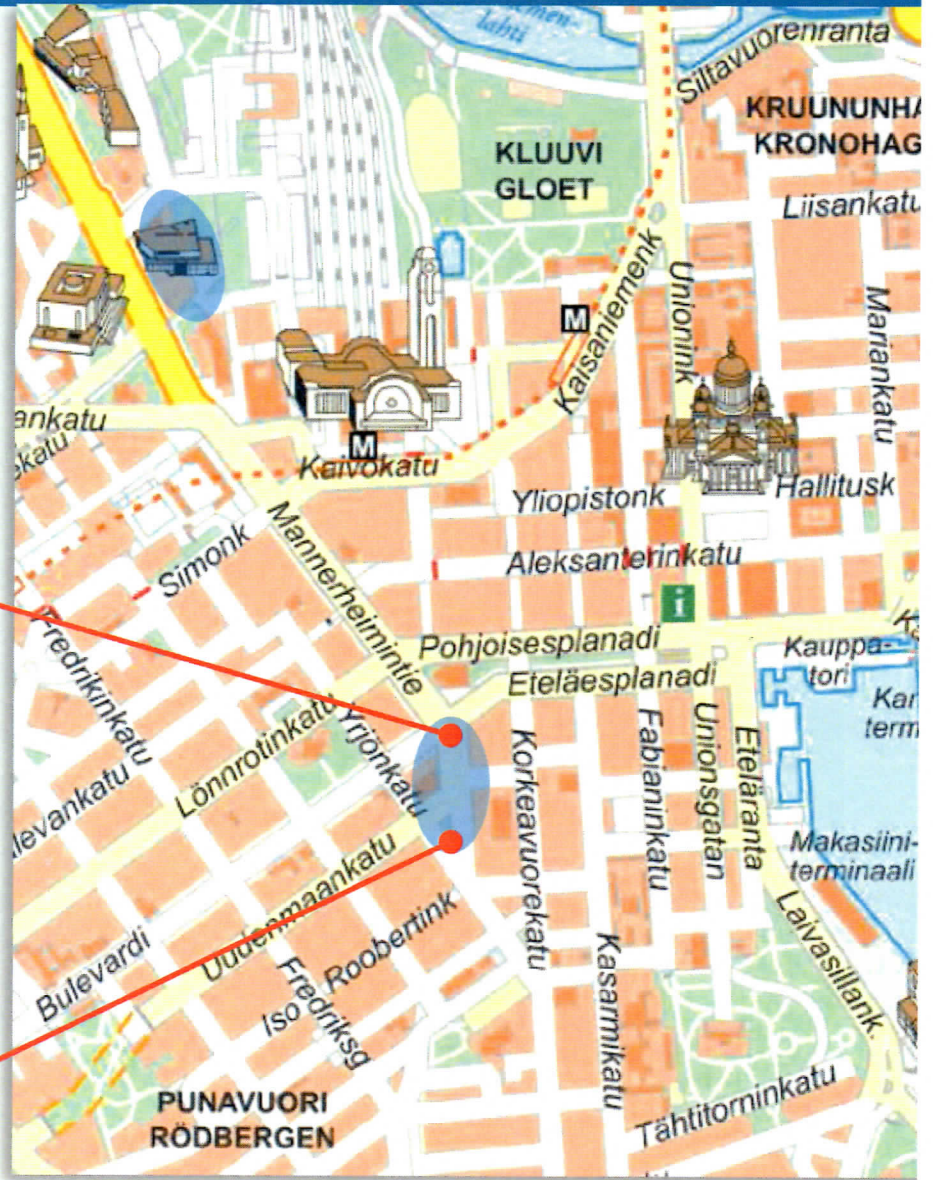 lahti
Siltavuorenranta
KRUUNUNHA
KRONOHAG
KLUUVI
GLOET
Liisankatu
Unionink
Mariankatu
M
Kaisaniemenk
ankatu
M
Kaivokatu
Yliopistonk
Hallitusk
Simonk
Mannerheimintie
Aleksanterinkatu
i
Fredrikinkatu
Pohjoisesplanadi
Kauppa-
tori
Eteläesplanadi
Kar
term
Lönnrotinkatu
Yrjönkatu
Korkeavuorekatu
Fabianinkatu
Unionsgatan
Eteläranta
levankatu
Makasiini-
terminaali
Uudenmaankatu
Bulevardi
Iso Roobertink
Fredriksg
Kasarmikatu
Laivasillank.
PUNAVUORI
RÖDBERGEN
Tähtitorninkatu